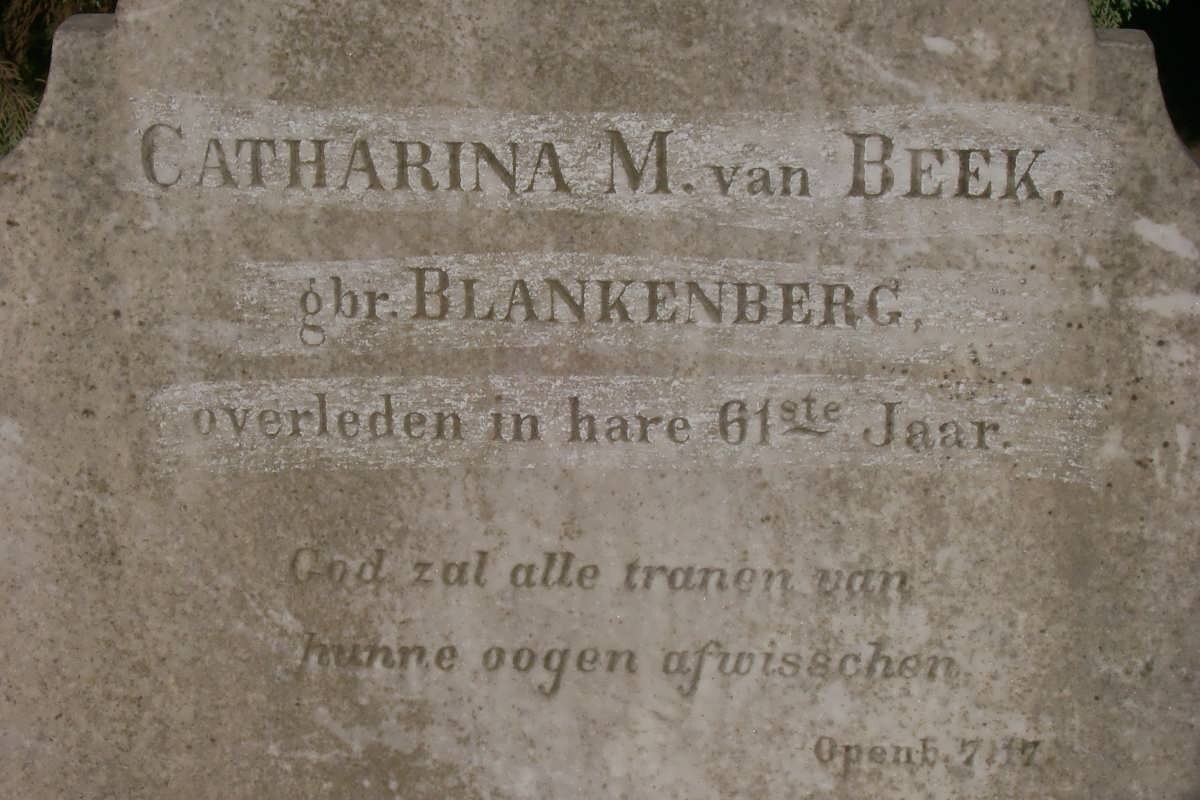 CATHARINA M. van BEEK,
gbr. BLANKENBERG,
overleden in hare 61ste Jaar.
God zal alle tranen van
hunne oogen afwisschen
Openb. 7:17